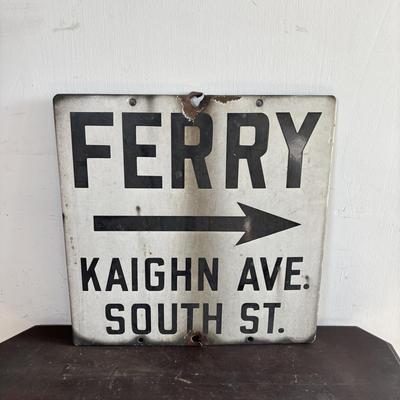 FERRY
KAIGHN AVE.
SOUTH ST.